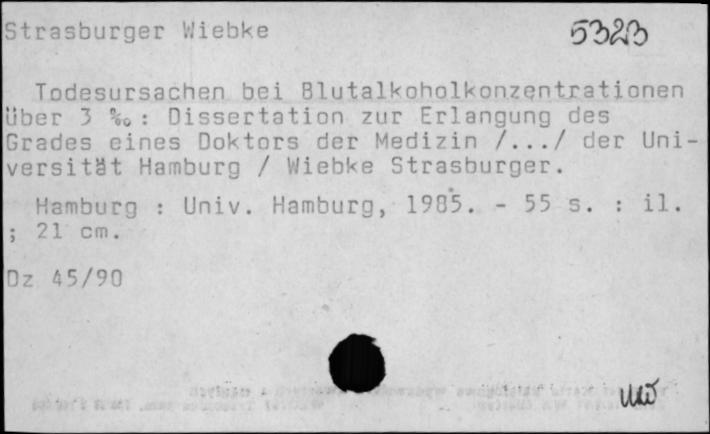 Strasburger Wiebke 5323
Todesursachen bei Blutalkoholkonzentrationen
über 3 ‰: Dissertation zur Erlangung des
Grades eines Doktors der Medizin /.../ der Uni-
versität Hamburg / Wiebke Strasburger.
Hamburg : Univ. Hamburg, 1985. - 55 s. : il.
; 21 cm.
Dz 45/90